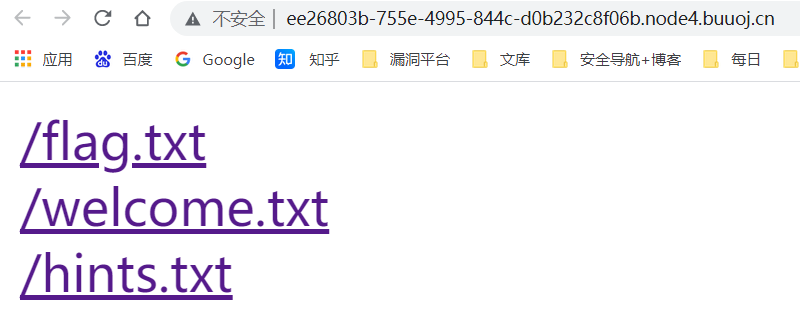 不安全 | ee26803b-755e-4995-844c-d0b232c8f06b.node4.buuoj.cn
应用 百度 Google 知 知乎 漏洞平台 文库 安全导航+博客 每日
/flag.txt
/welcome.txt
/hints.txt